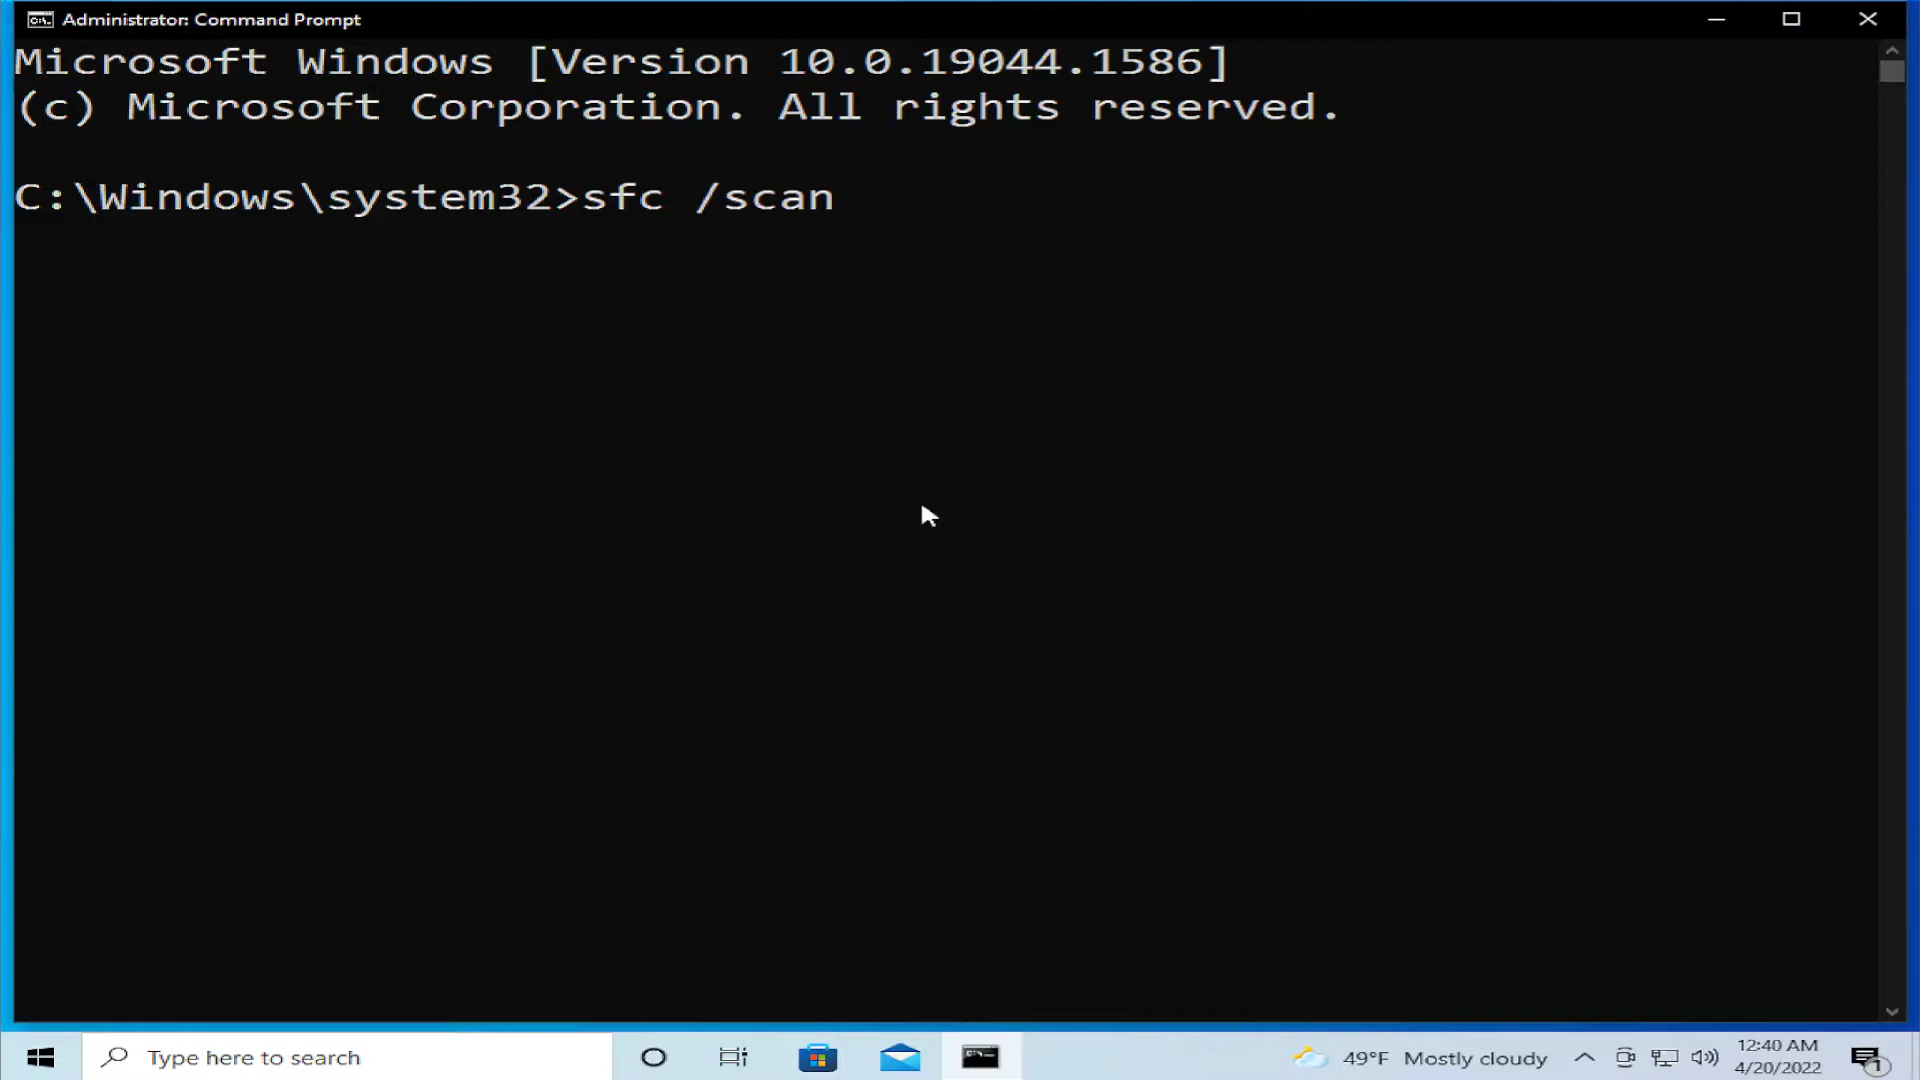 Administrator: Command Prompt
Microsoft Windows [Version 10.0.19044.1586]
(c) Microsoft Corporation. All rights reserved.
C:\Windows\system32>sfc /scan
Type here to search
49°F Mostly cloudy
12:40 AM
4/20/2022
1